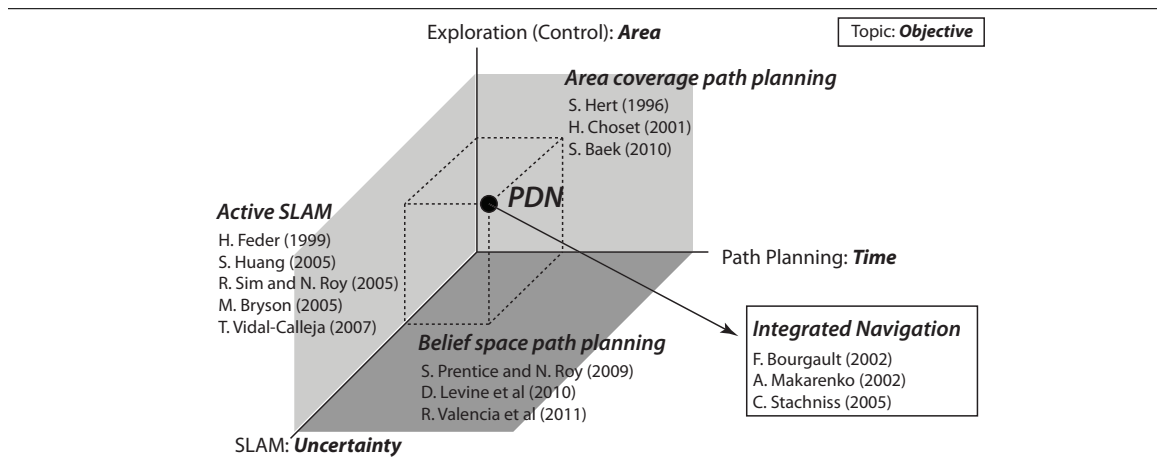 Exploration (Control): Area
Topic: Objective
Area coverage path planning
S. Hert (1996)
H. Choset (2001)
S. Baek (2010)
PDN
Active SLAM
H. Feder (1999)
S. Huang (2005)
R. Sim and N. Roy (2005)
M. Bryson (2005)
T. Vidal-Calleja (2007)
Path Planning: Time
Integrated Navigation
F. Bourgault (2002)
A. Makarenko (2002)
C. Stachniss (2005)
Belief space path planning
S. Prentice and N. Roy (2009)
D. Levine et al (2010)
R. Valencia et al (2011)
SLAM: Uncertainty